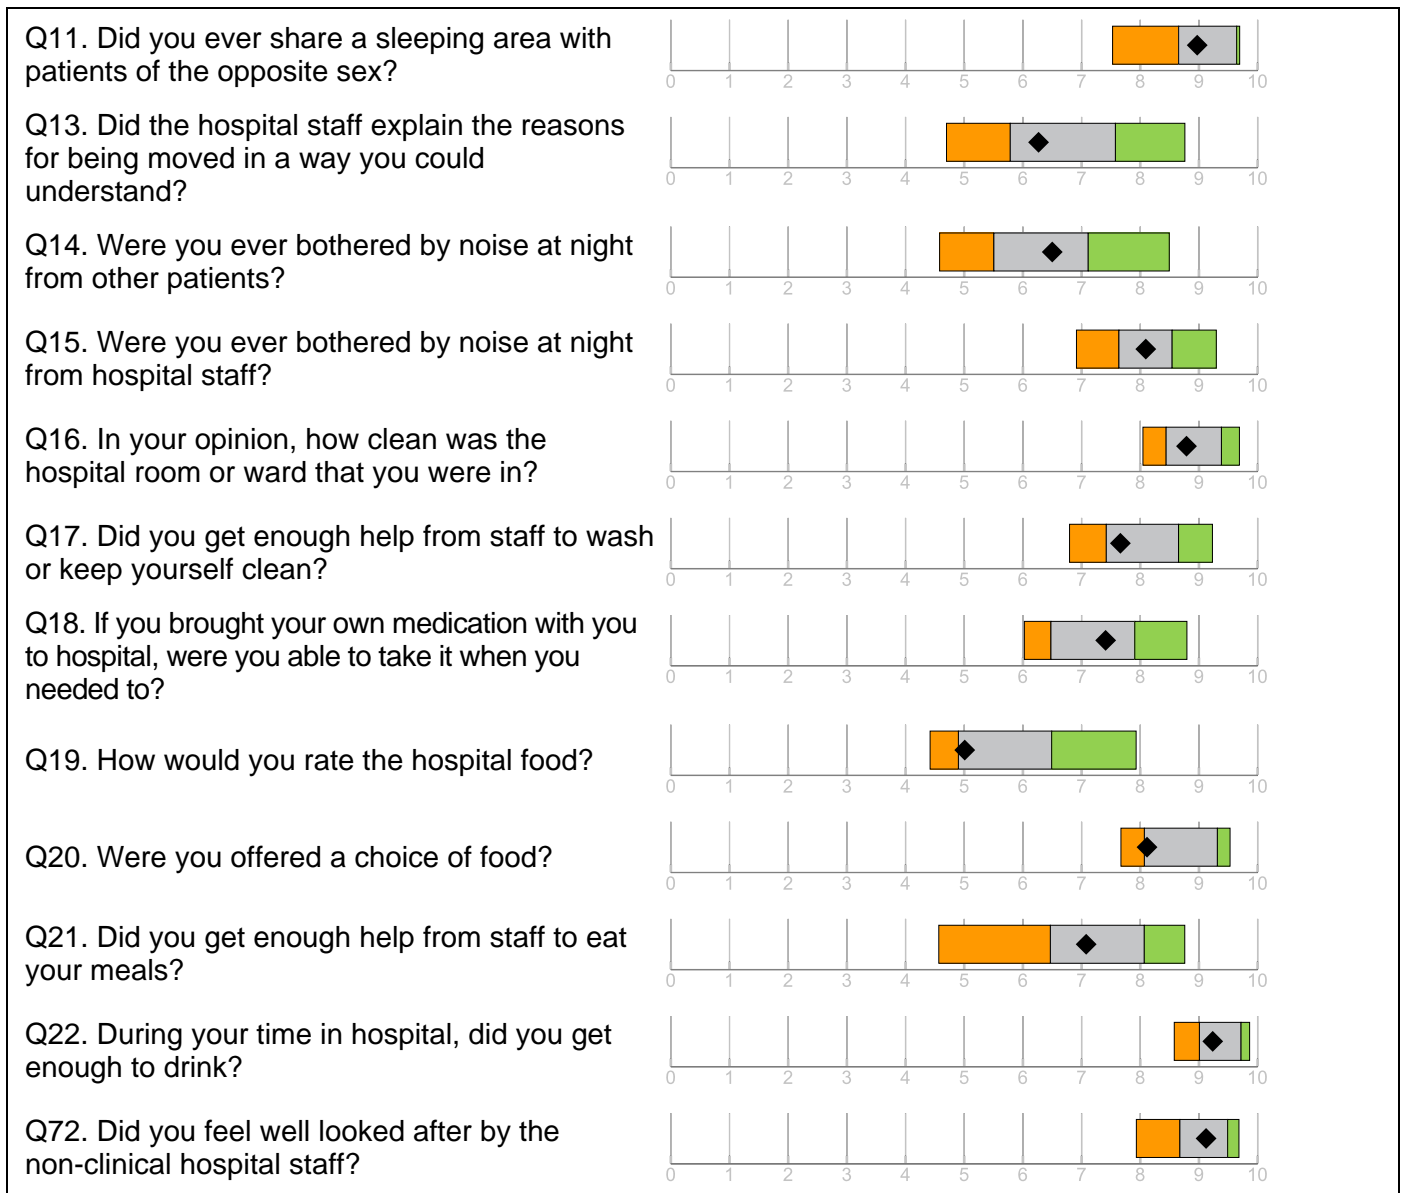 Q11. Did you ever share a sleeping area with
patients of the opposite sex?
0 1 2 3 4 5 6 7 8 9 10
Q13. Did the hospital staff explain the reasons
for being moved in a way you could
understand?
0 1 2 3 4 5 6 7 8 9 10
Q14. Were you ever bothered by noise at night
from other patients?
0 1 2 3 4 5 6 7 8 9 10
Q15. Were you ever bothered by noise at night
from hospital staff?
0 1 2 3 4 5 6 7 8 9 10
Q16. In your opinion, how clean was the
hospital room or ward that you were in?
0 1 2 3 4 5 6 7 8 9 10
Q17. Did you get enough help from staff to wash
or keep yourself clean?
0 1 2 3 4 5 6 7 8 9 10
Q18. If you brought your own medication with you
to hospital, were you able to take it when you
needed to?
0 1 2 3 4 5 6 7 8 9 10
Q19. How would you rate the hospital food?
0 1 2 3 4 5 6 7 8 9 10
Q20. Were you offered a choice of food?
0 1 2 3 4 5 6 7 8 9 10
Q21. Did you get enough help from staff to eat
your meals?
0 1 2 3 4 5 6 7 8 9 10
Q22. During your time in hospital, did you get
enough to drink?
0 1 2 3 4 5 6 7 8 9 10
Q72. Did you feel well looked after by the
non-clinical hospital staff?
0 1 2 3 4 5 6 7 8 9 10